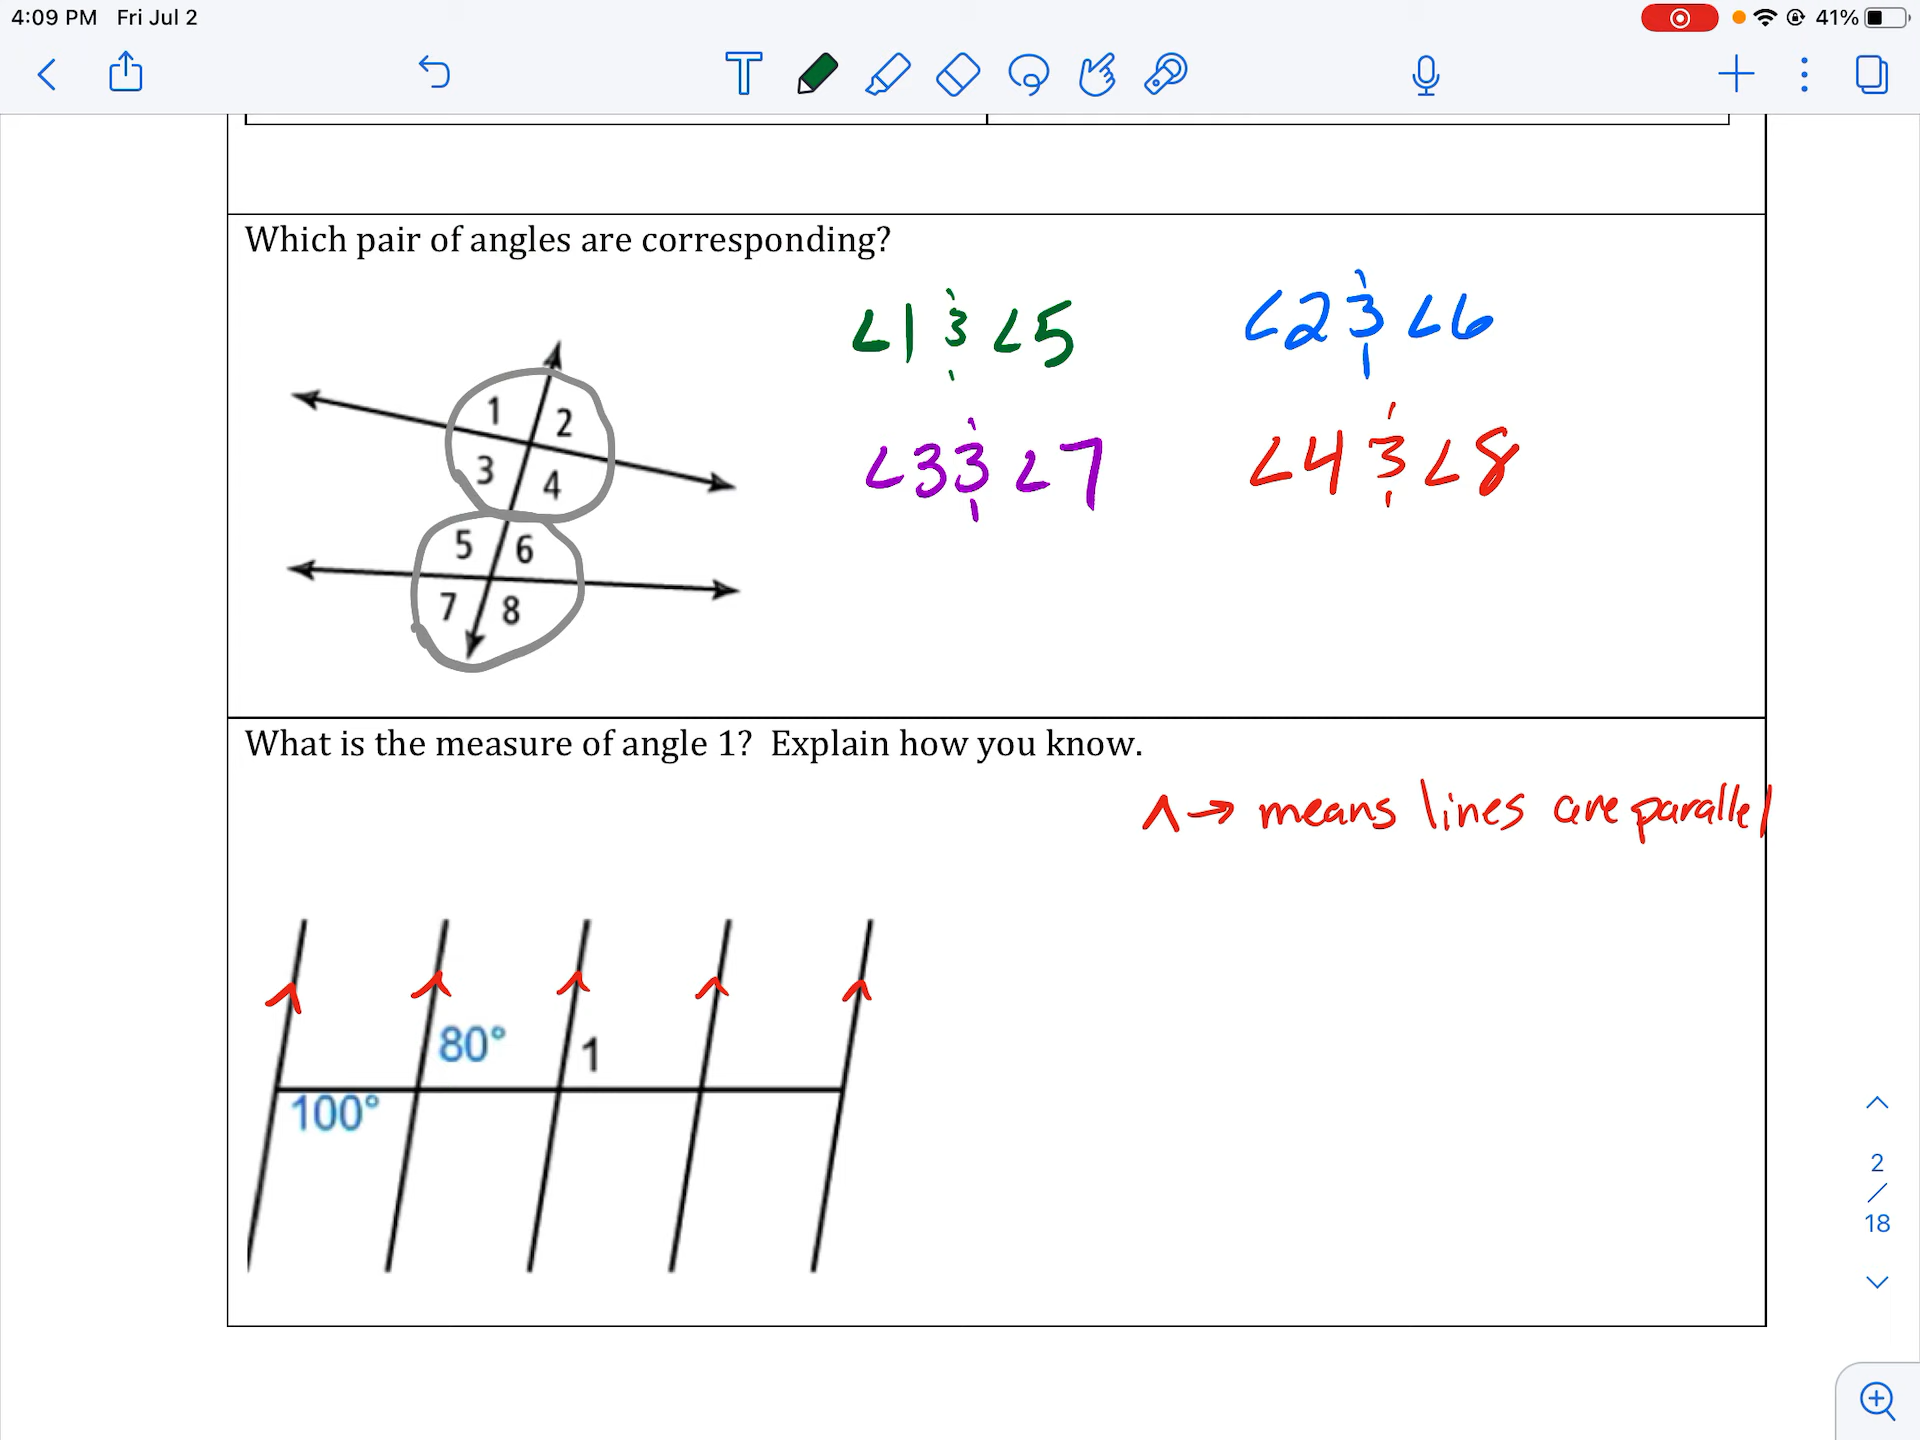 4:09 PM Fri Jul 2
41%
T
Which pair of angles are corresponding?
∠1 & ∠5 ∠2 & ∠6
∠3 & ∠7 ∠4 & ∠8
1 2
3 4
5 6
7 8
What is the measure of angle 1? Explain how you know.
^ → means lines are parallel
80° 1
100°
2
/
18